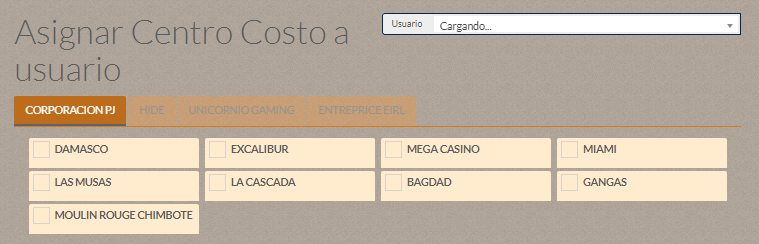 Asignar Centro Costo a
usuario
Usuario Cargando...
CORPORACION PJ HIDE UNICORNIO GAMING ENTREPRICE EIRL
DAMASCO EXCALIBUR MEGA CASINO MIAMI
LAS MUSAS LA CASCADA BAGDAD GANGAS
MOULIN ROUGE CHIMBOTE